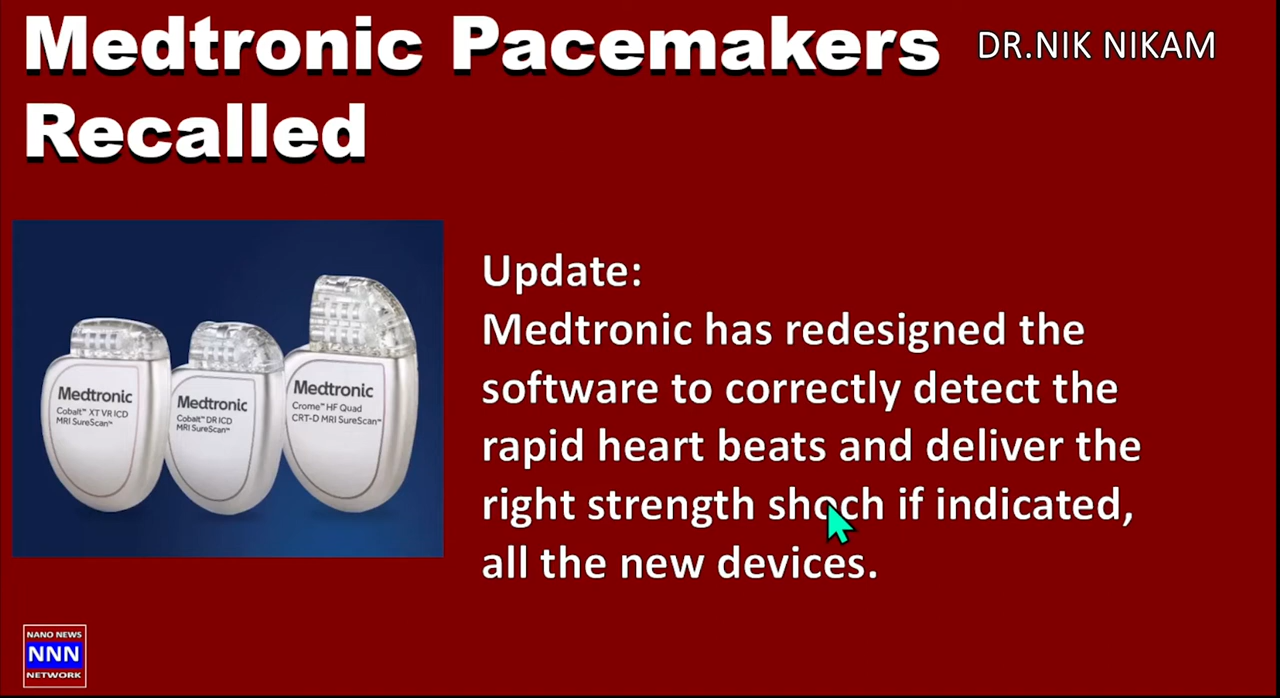 Medtronic Pacemakers
Recalled
DR.NIK NIKAM
Medtronic
Cobalt™ XT VR ICD
MRI SureScan™
Medtronic
Cobalt™ DR ICD
MRI SureScan™
Medtronic
Crome™ HF Quad
CRT-D MRI SureScan™
Update:
Medtronic has redesigned the
software to correctly detect the
rapid heart beats and deliver the
right strength shoch if indicated,
all the new devices.
NANO NEWS
NNN
NETWORK